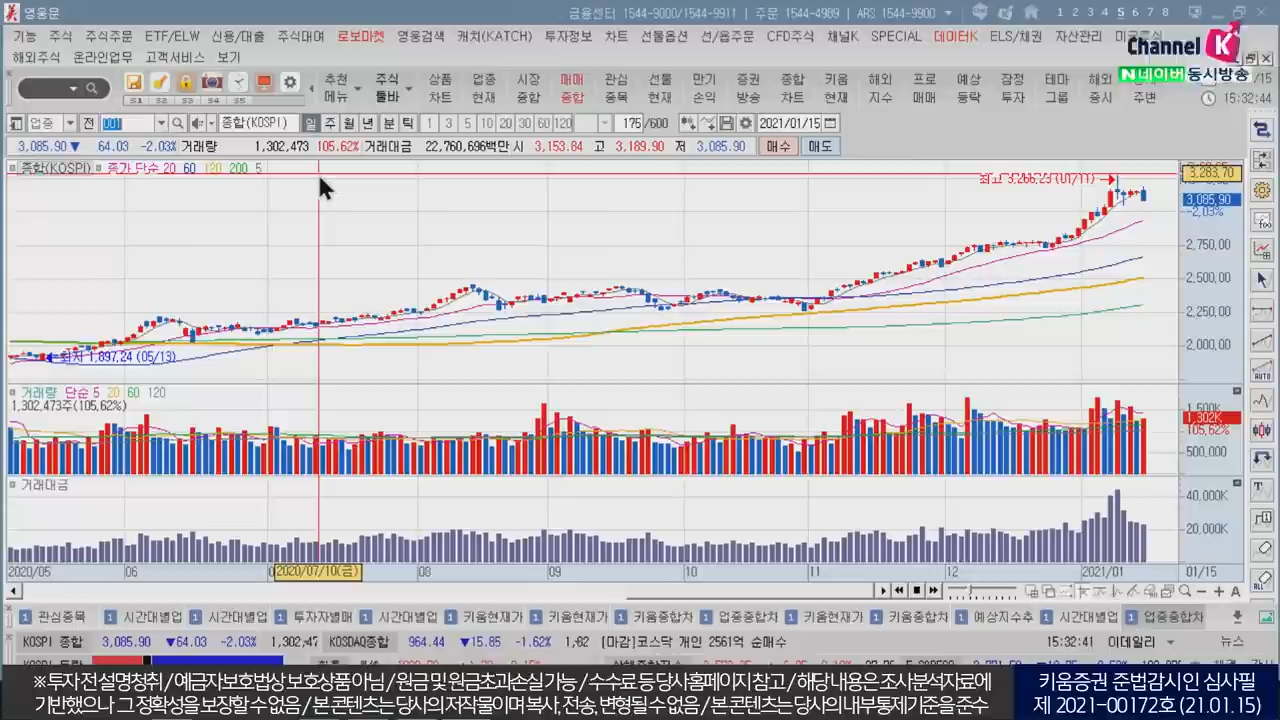 영웅문
금융센터 1544-9000/1544-9911 | 주문 1544-4989 | ARS 1544-9900
1 2 3 4 5 6 7 8
기능 주식 주식주문 ETF/ELW 신용/대출 주식대여 로보마켓 영웅검색 캐치(KATCH) 투자정보 차트 선물옵션 선/옵주문 CFD주식 채널K SPECIAL 데이터K ELS/채권 자산관리
해외주식 온라인업무 고객서비스 보기
Channel K
N 네이버 동시방송
추천 주식 상품 업종 시장 매매 관심 선물 만기 증권 종합 키움 해외 프로 예상 잠정 테마 해외
메뉴 툴바 차트 현재 종합 종합 종목 현재 손익 방송 차트 현재 지수 매매 등락 투자 그룹 증시 주변
S1 S2 S3 S4 S5
15:32:44
업종 전 001 종합(KOSPI) 일 주 월 년 분 틱 1 3 5 10 20 30 60 120 175 /600 2021/01/15
3,085.90 ▼ 64.03 -2.03% 거래량 1,302,473 105.62% 거래대금 22,760,696백만 시 3,153.84 고 3,189.90 저 3,085.90 매수 매도
종합(KOSPI) 종가 단순 20 60 120 200 5
최고 3,266.23 (01/11)
3,283.70
3,085.90
-2.03%
2,750.00
2,500.00
2,250.00
2,000.00
최저 1,897.24 (05/13)
거래량 단순 5 20 60 120
1,302,473주(105.62%)
1,500K
1,302K
105.62%
500,000
거래대금
40,000K
20,000K
2020/05 06 2020/07/10(금) 08 09 10 11 12 2021/01 01/15
관심종목 시간대별업 시간대별업 투자자별매 시간대별업 키움현재가 키움현재가 키움종합차 업종종합차 키움현재가 키움종합차 예상지수추 시간대별업 업종종합차
KOSPI 종합 3,085.90 ▼64.03 -2.03% 1,302,47 KOSDAQ종합 964.44 ▼15.85 -1.62% 1,62 [마감]코스닥 개인 2561억 순매수 15:32:41 이데일리 뉴스
※ 투자 전 설명청취 / 예금자보호법상 보호상품 아님 / 원금 및 원금초과손실 가능 / 수수료 등 당사홈페이지 참고 / 해당 내용은 조사분석자료에
기반했으나 그 정확성을 보장할 수 없음 / 본 콘텐츠는 당사의 저작물이며 복사, 전송, 변형될 수 없음 / 본 콘텐츠는 당사의 내부통제기준을 준수
키움증권 준법감시인 심사필
제 2021-00172호 (21.01.15)